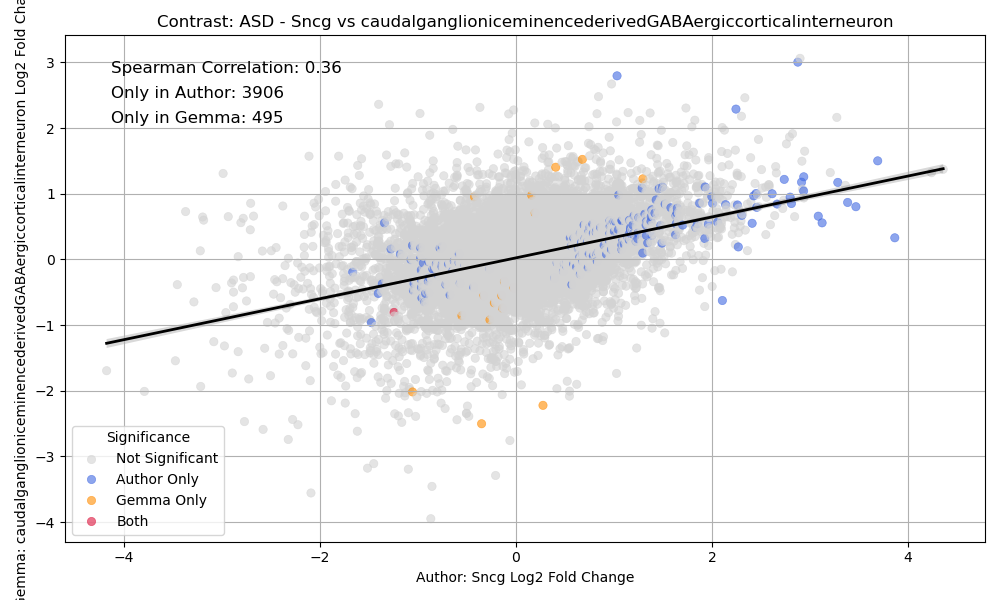 Contrast: ASD - Sncg vs caudalganglioniceminencederivedGABAergiccorticalinterneuron
Spearman Correlation: 0.36
Only in Author: 3906
Only in Gemma: 495
3
2
1
0
−1
−2
−3
−4
Significance
Not Significant
Author Only
Gemma Only
Both
−4
−2
0
2
4
Author: Sncg Log2 Fold Change
caudalganglioniceminencederivedGABAergiccorticalinterneuron Log2 Fold